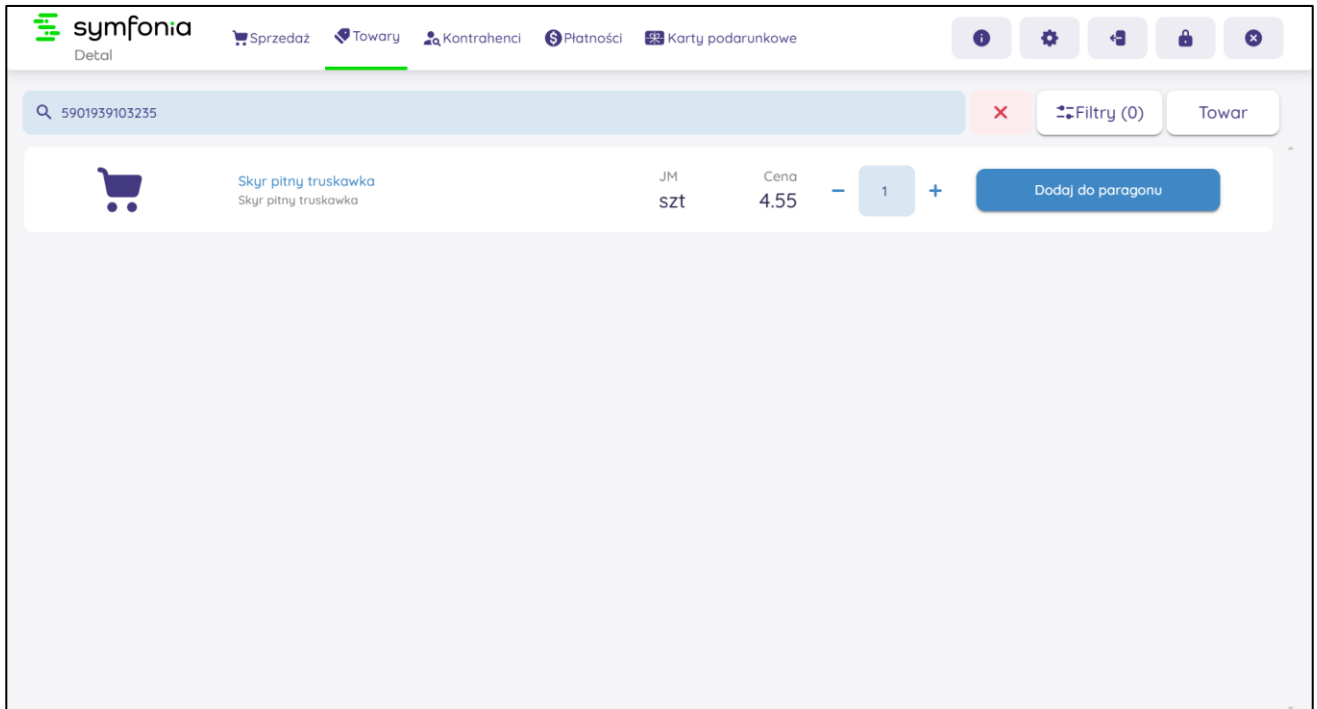 symfonia
Detal
Sprzedaż Towary Kontrahenci Płatności Karty podarunkowe
5901939103235
Filtry (0)
Towar
Skyr pitny truskawka
Skyr pitny truskawka
JM
szt
Cena
4.55
1
Dodaj do paragonu